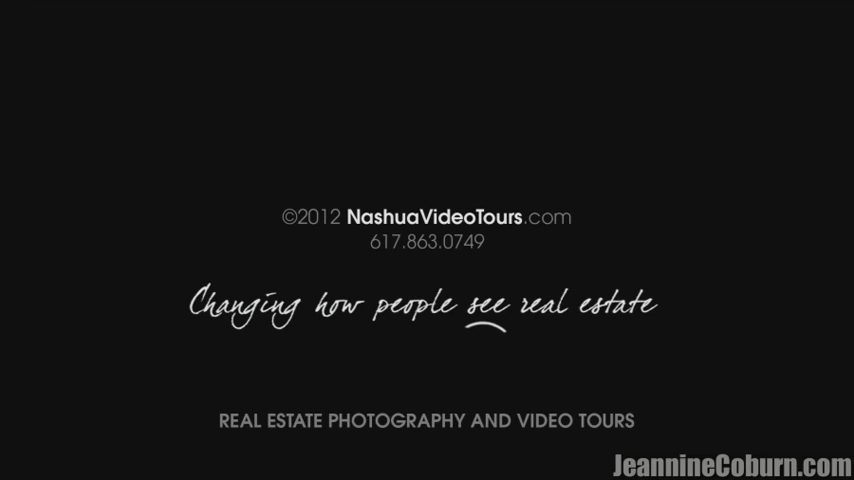 ©2012 NashuaVideoTours.com
617.863.0749
Changing how people see real estate
REAL ESTATE PHOTOGRAPHY AND VIDEO TOURS
JeannineCoburn.com